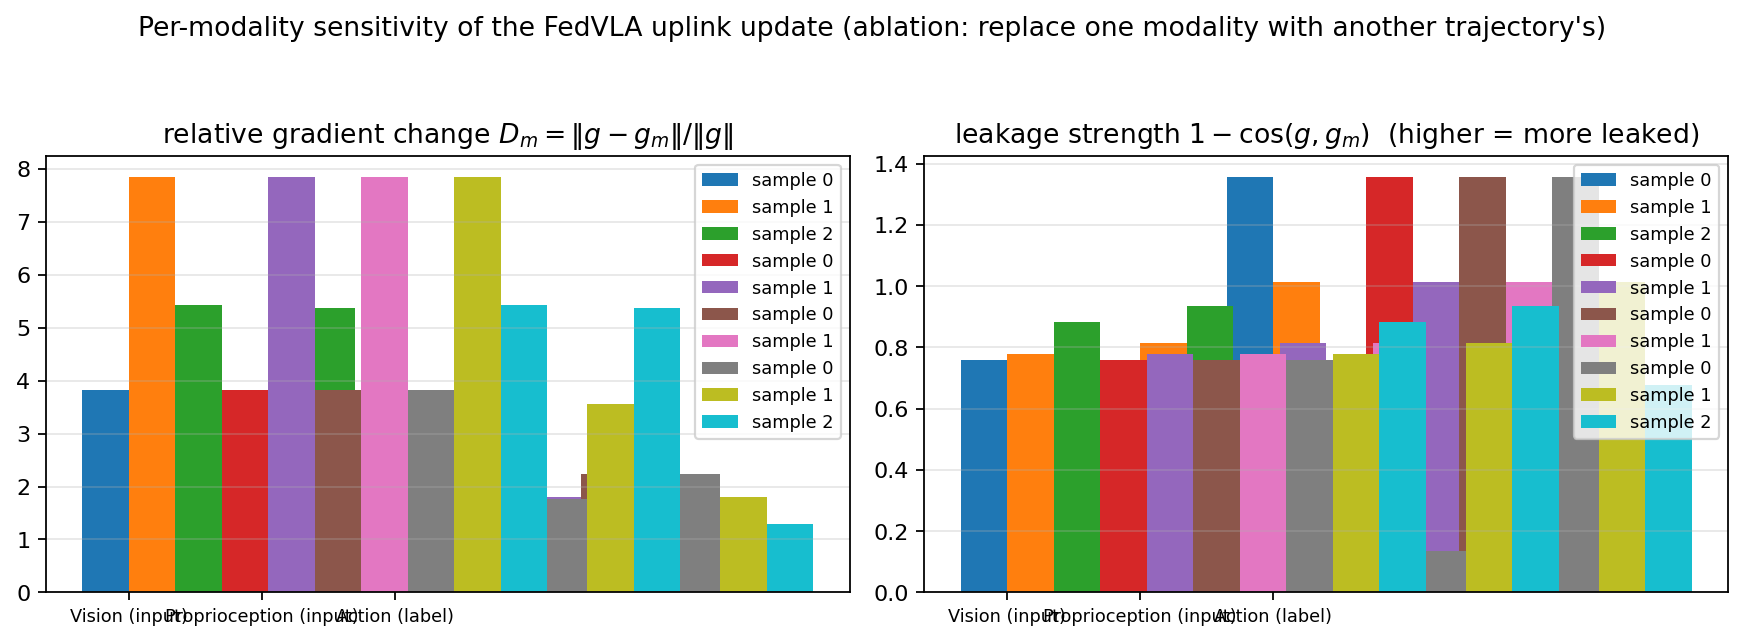 Per-modality sensitivity of the FedVLA uplink update (ablation: replace one modality with another trajectory's)
relative gradient change $D_m = \|g - g_m\|/\|g\|$
8
7
6
5
4
3
2
1
0
sample 0
sample 1
sample 2
sample 0
sample 1
sample 0
sample 1
sample 0
sample 1
sample 2
Vision (input)
Proprioception (input)
Action (label)
leakage strength $1 - \cos(g, g_m)$ (higher = more leaked)
1.4
1.2
1.0
0.8
0.6
0.4
0.2
0.0
sample 0
sample 1
sample 2
sample 0
sample 1
sample 0
sample 1
sample 0
sample 1
sample 2
Vision (input)
Proprioception (input)
Action (label)